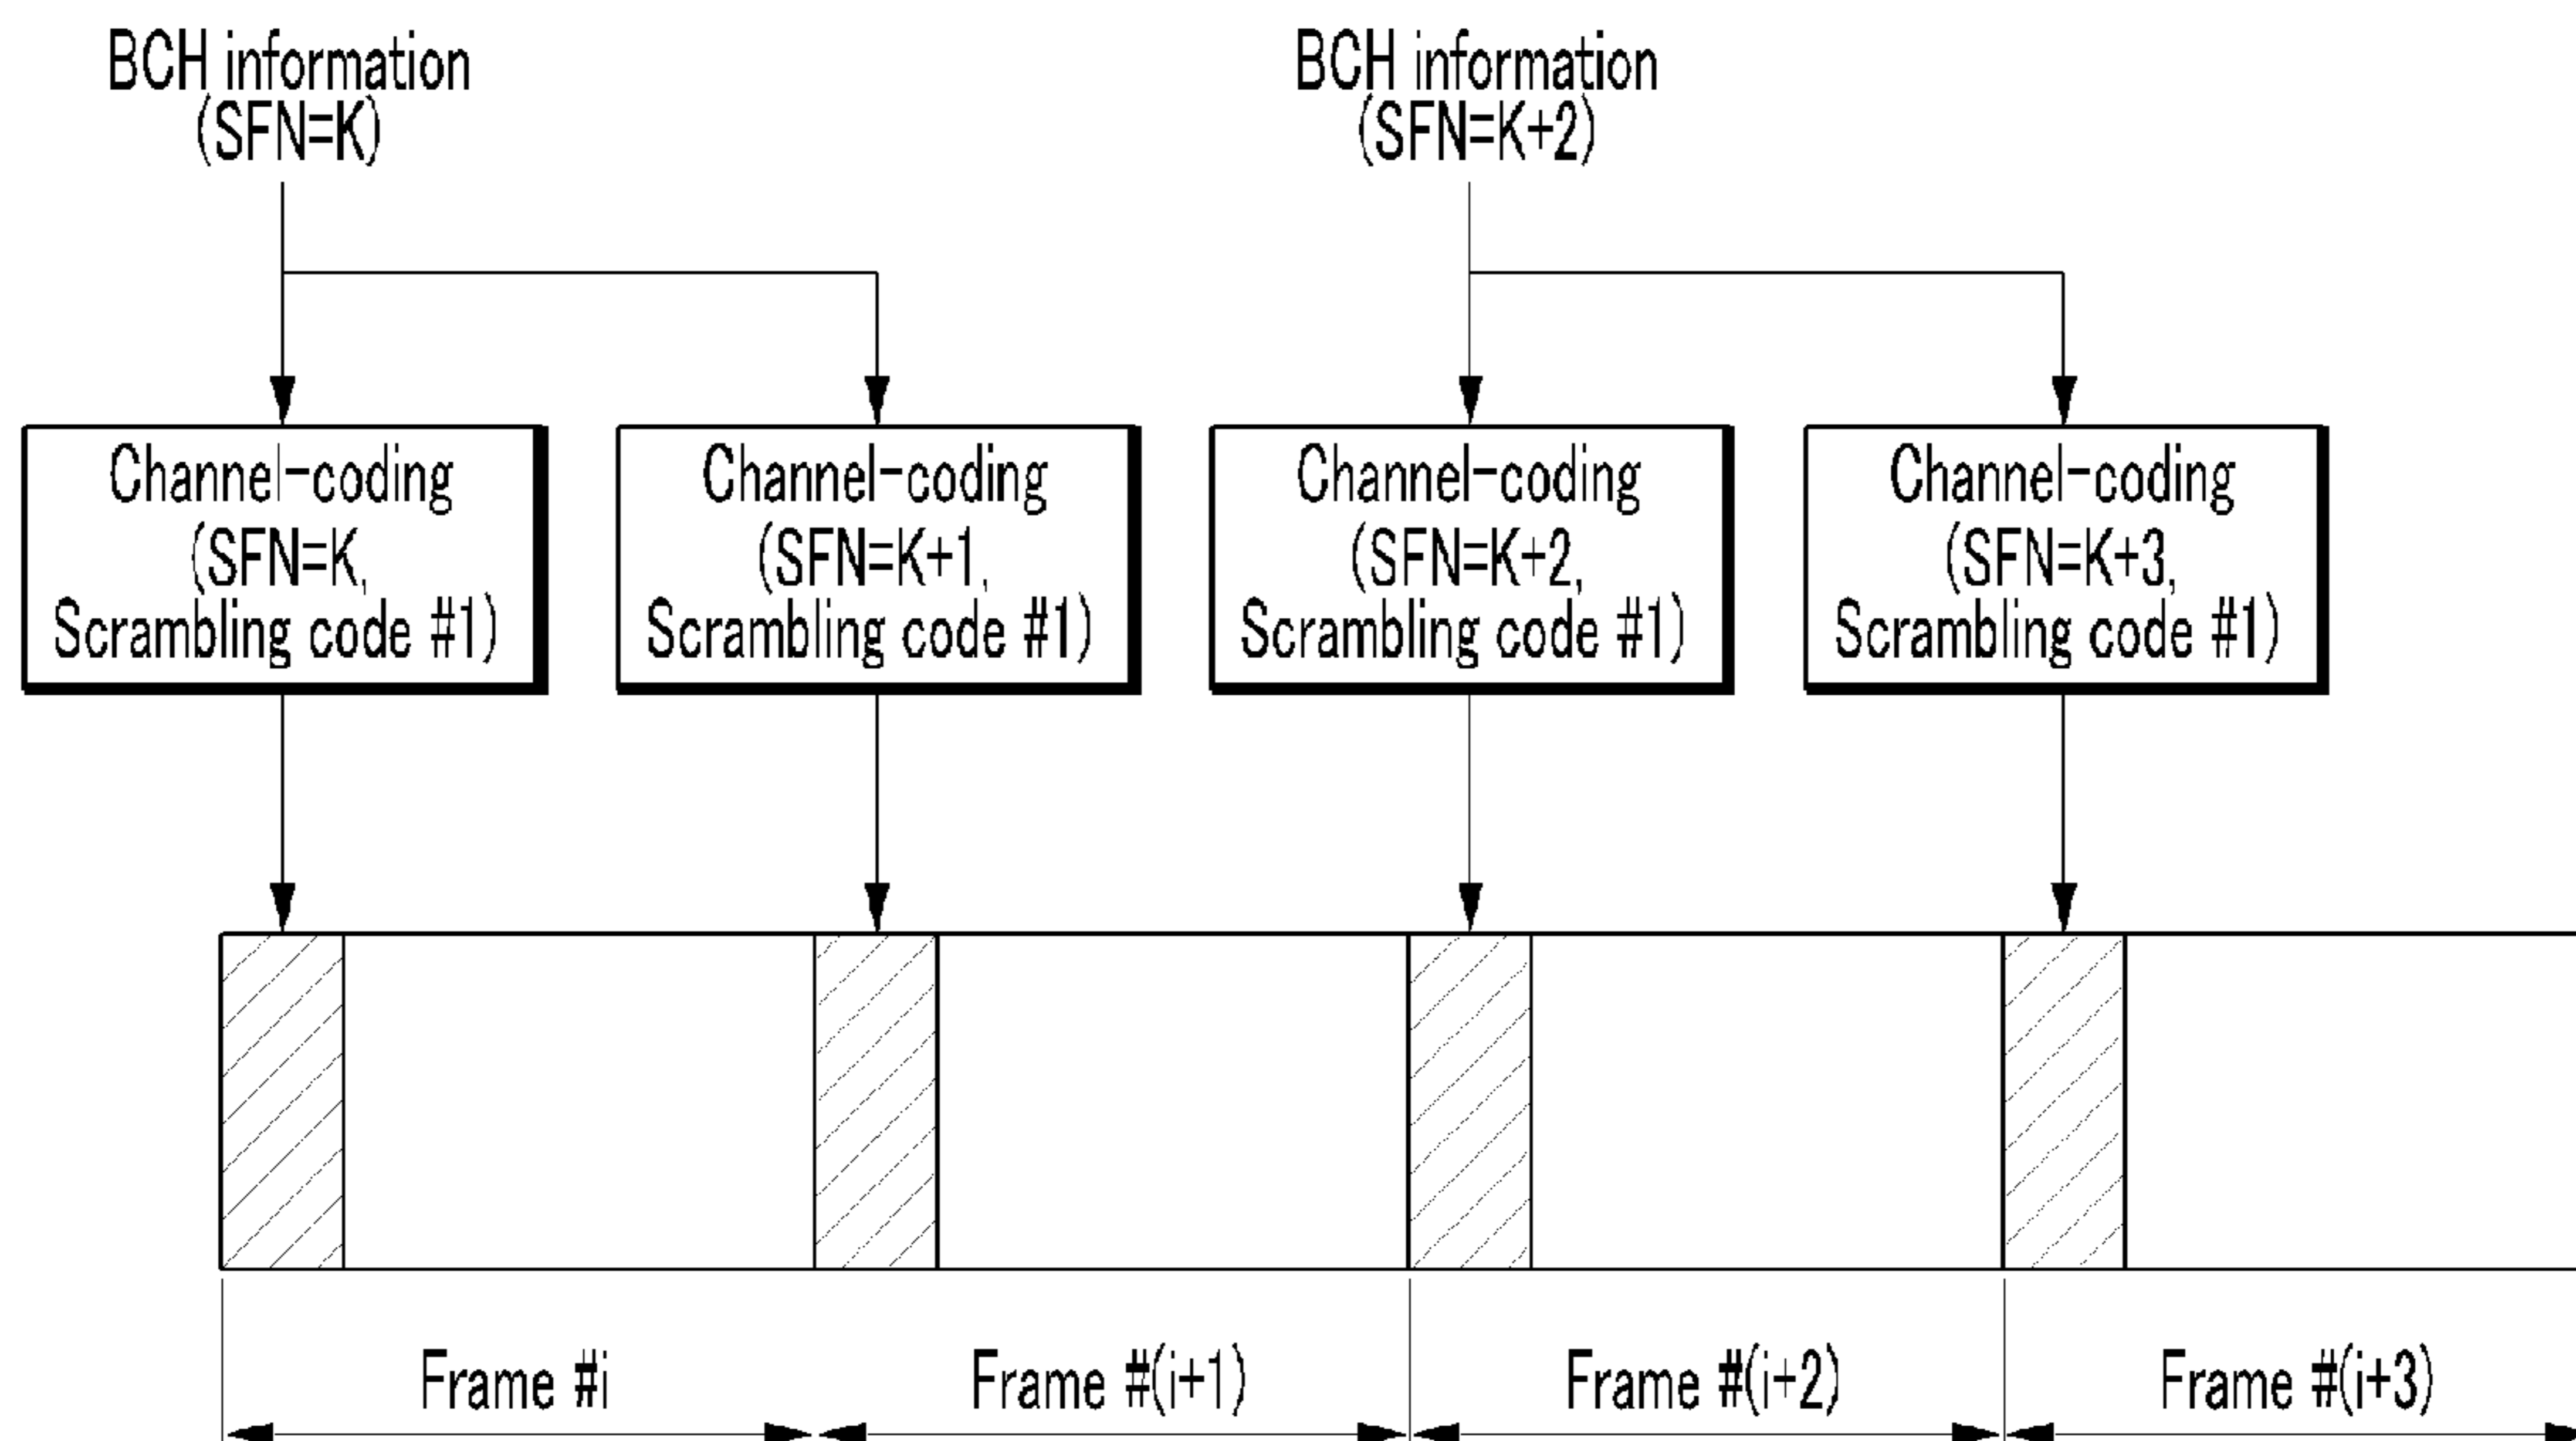 BCH information
(SFN=K)
BCH information
(SFN=K+2)
Channel-coding
(SFN=K,
Scrambling code #1)
Channel-coding
(SFN=K+1,
Scrambling code #1)
Channel-coding
(SFN=K+2,
Scrambling code #1)
Channel-coding
(SFN=K+3,
Scrambling code #1)
Frame #i
Frame #(i+1)
Frame #(i+2)
Frame #(i+3)